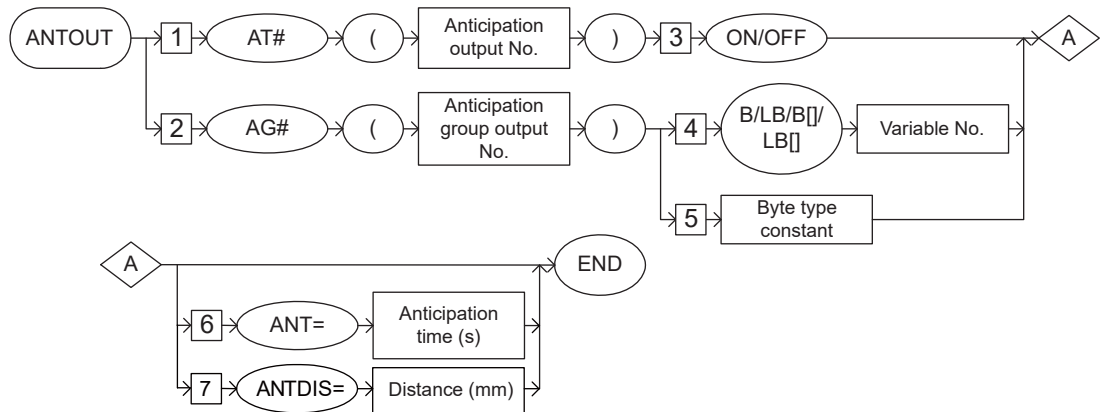 ANTOUT 1 AT# ( Anticipation output No. ) 3 ON/OFF A
2 AG# ( Anticipation group output No. ) 4 B/LB/B[]/ LB[] Variable No.
5 Byte type constant
A END
6 ANT= Anticipation time (s)
7 ANTDIS= Distance (mm)